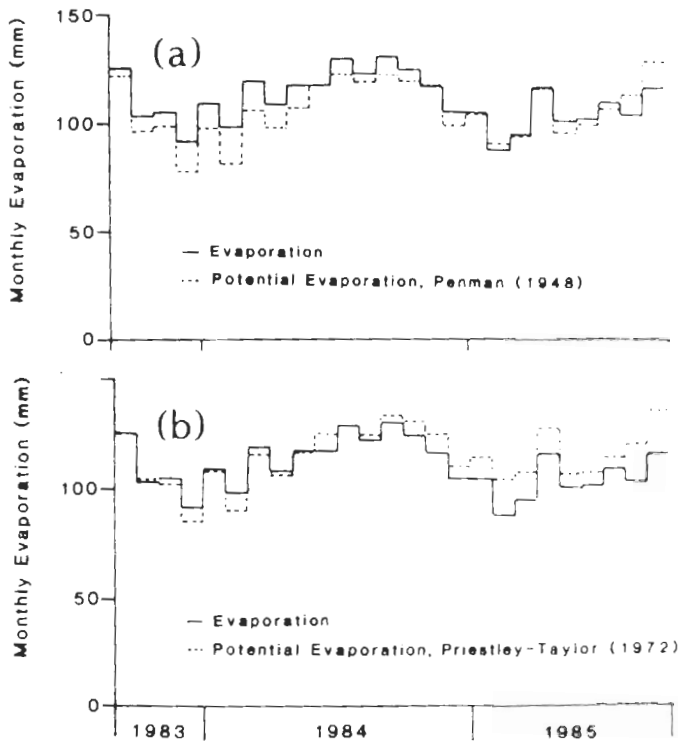 Monthly Evaporation (mm)
150
100
50
0
(a)
— Evaporation
--- Potential Evaporation, Penman (1948)
Monthly Evaporation (mm)
100
50
0
(b)
— Evaporation
--- Potential Evaporation, Priestley-Taylor (1972)
1983 1984 1985